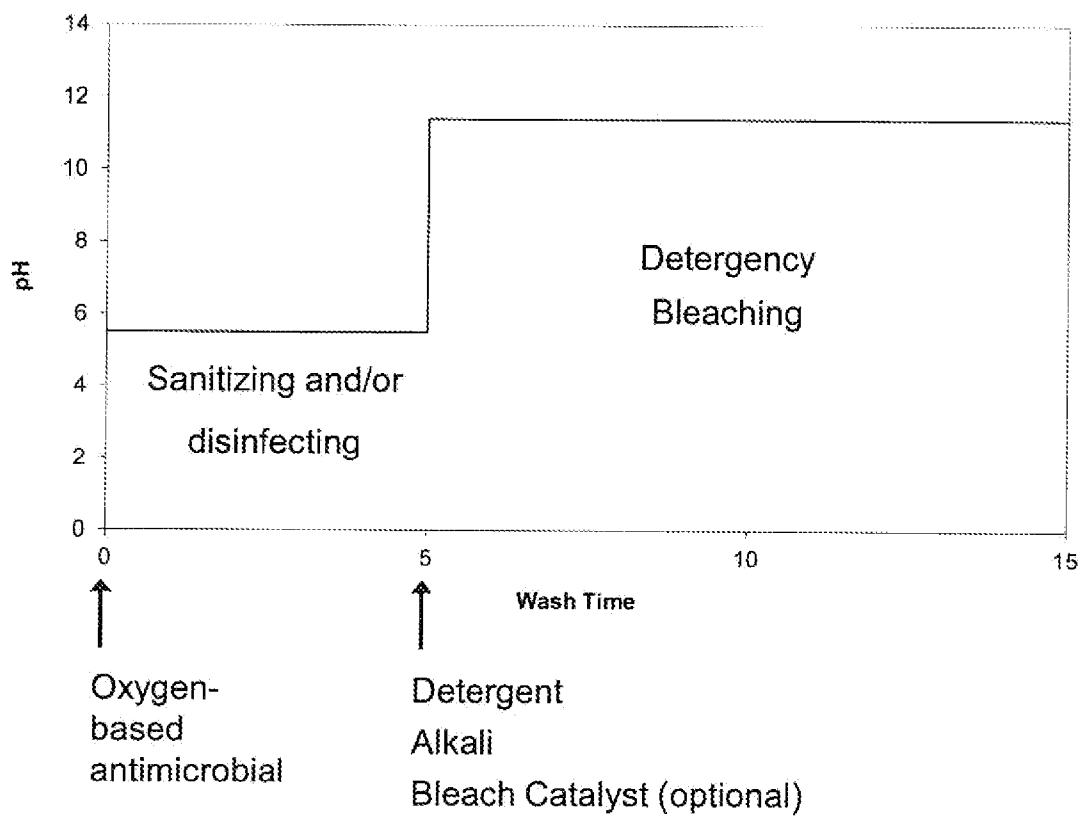 14
12
10
8
6
4
2
0
pH
Detergency
Bleaching
Sanitizing and/or
disinfecting
0 5 10 15
Wash Time
Oxygen-
based
antimicrobial
Detergent
Alkali
Bleach Catalyst (optional)